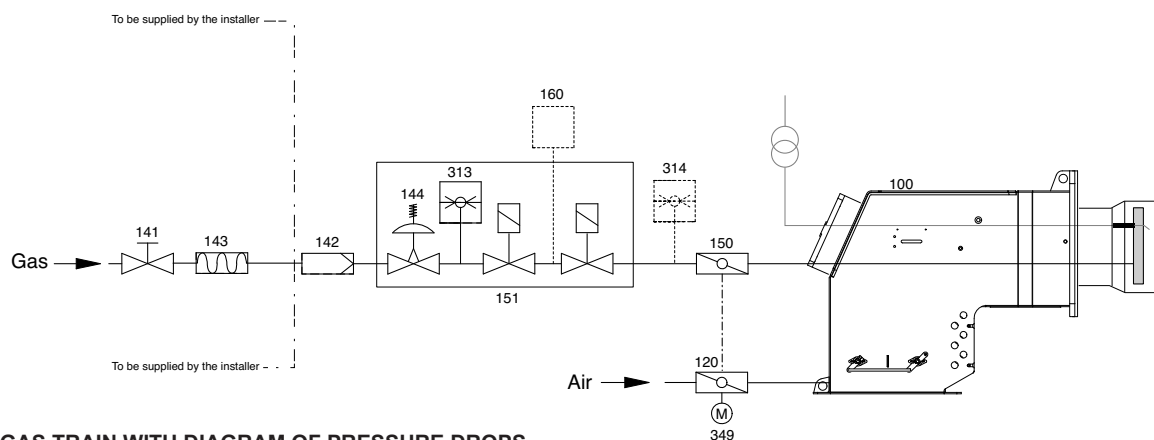 To be supplied by the installer
160
313
314
144
100
141
143
142
150
Gas
151
To be supplied by the installer
120
Air
M
349
GAS TRAIN WITH DIAGRAM OF PRESSURE DROPS